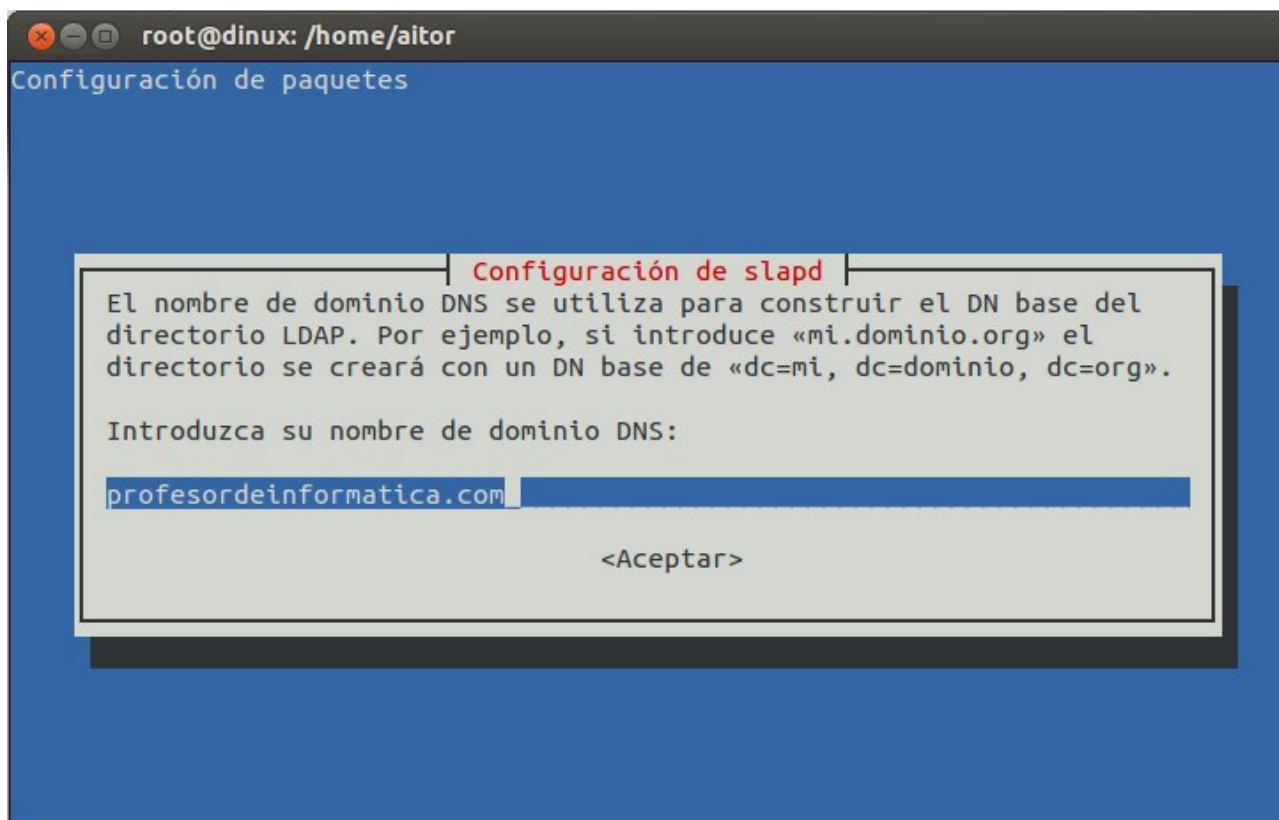 root@dinux: /home/aitor
Configuración de paquetes
Configuración de slapd
El nombre de dominio DNS se utiliza para construir el DN base del
directorio LDAP. Por ejemplo, si introduce «mi.dominio.org» el
directorio se creará con un DN base de «dc=mi, dc=dominio, dc=org».
Introduzca su nombre de dominio DNS:
profesordeinformatica.com
<Aceptar>